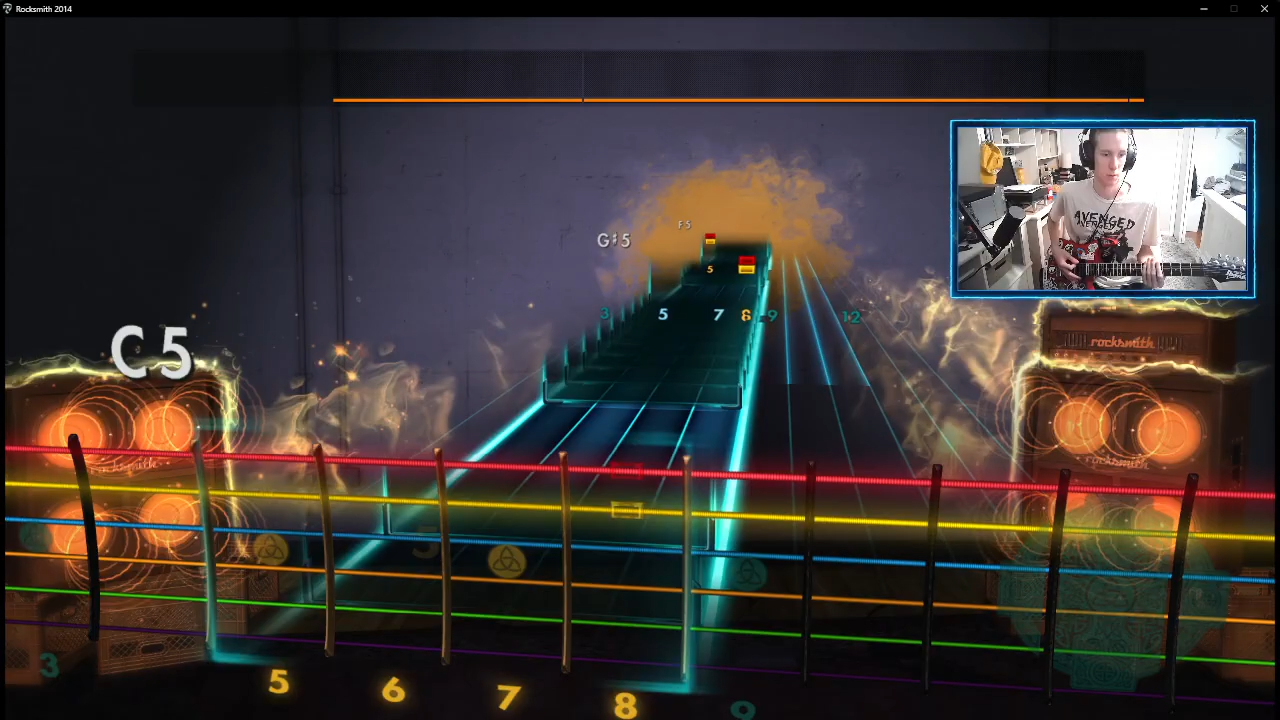 Rocksmith 2014
AVENGED
F5
G♯5
5
3 5 7 8 9 12
rocksmith
C5
rocksmith
rocksmith
3 5 6 7 8 9